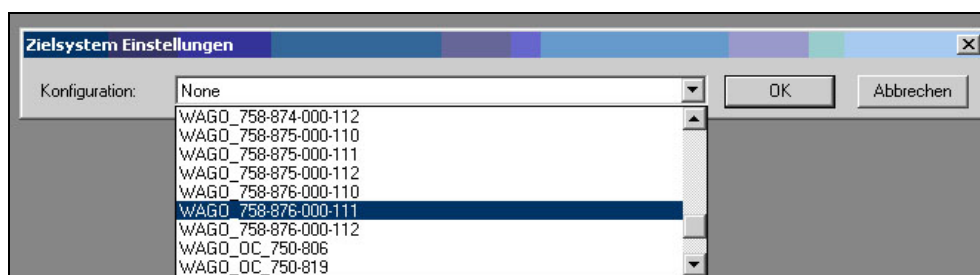 Zielsystem Einstellungen
Konfiguration: None OK Abbrechen
WAGO_758-874-000-112
WAGO_758-875-000-110
WAGO_758-875-000-111
WAGO_758-875-000-112
WAGO_758-876-000-110
WAGO_758-876-000-111
WAGO_758-876-000-112
WAGO_OC_750-806
WAGO_OC_750-819